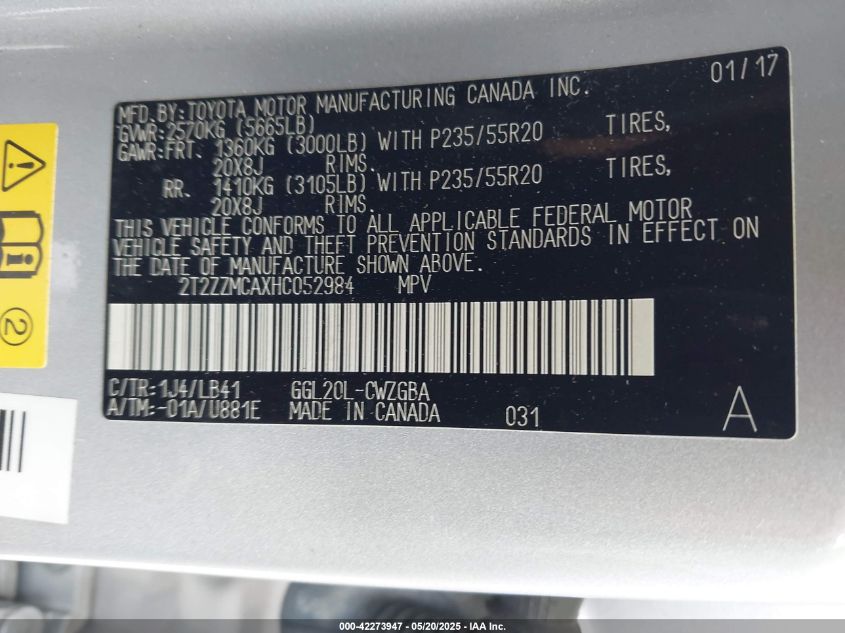 01/17
MFD.BY:TOYOTA MOTOR MANUFACTURING CANADA INC.
GVWR:2570KG (5665LB)
GAWR:FRT. 1360KG (3000LB) WITH P235/55R20 TIRES,
20X8J RIMS.
RR. 1410KG (3105LB) WITH P235/55R20 TIRES,
20X8J RIMS.
THIS VEHICLE CONFORMS TO ALL APPLICABLE FEDERAL MOTOR
VEHICLE SAFETY AND THEFT PREVENTION STANDARDS IN EFFECT ON
THE DATE OF MANUFACTURE SHOWN ABOVE.
2T2ZZMCAXHC052984 MPV
C/TR:1J4/LB41 GGL20L-CWZGBA
A/TM:-01A/U881E MADE IN CANADA 031
A
2
000-42273947 | 05/20/2025 - IAA Inc.